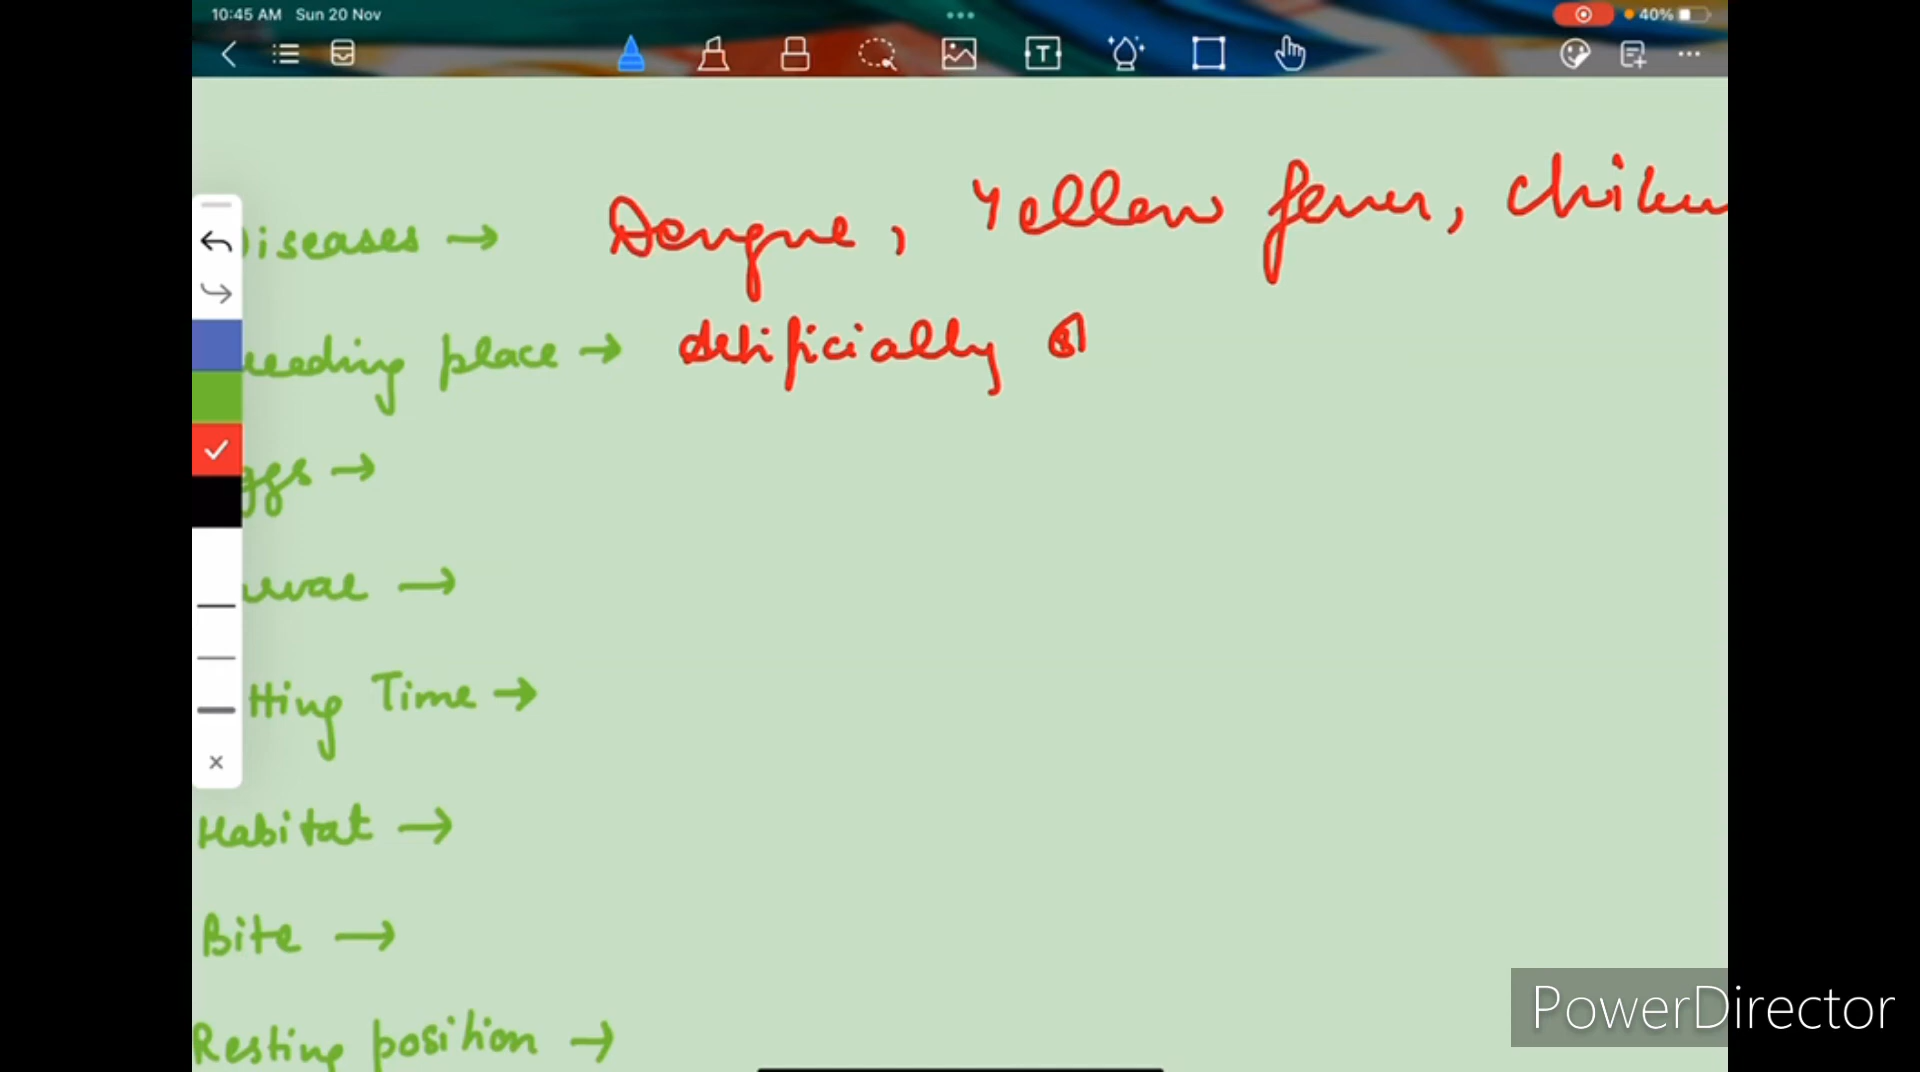 10:45 AM Sun 20 Nov
40%
iseases → Dengue, Yellow fever, chiku
eeding place → Artificially
ggs →
arvae →
tting Time →
Habitat →
Bite →
Resting position →
PowerDirector